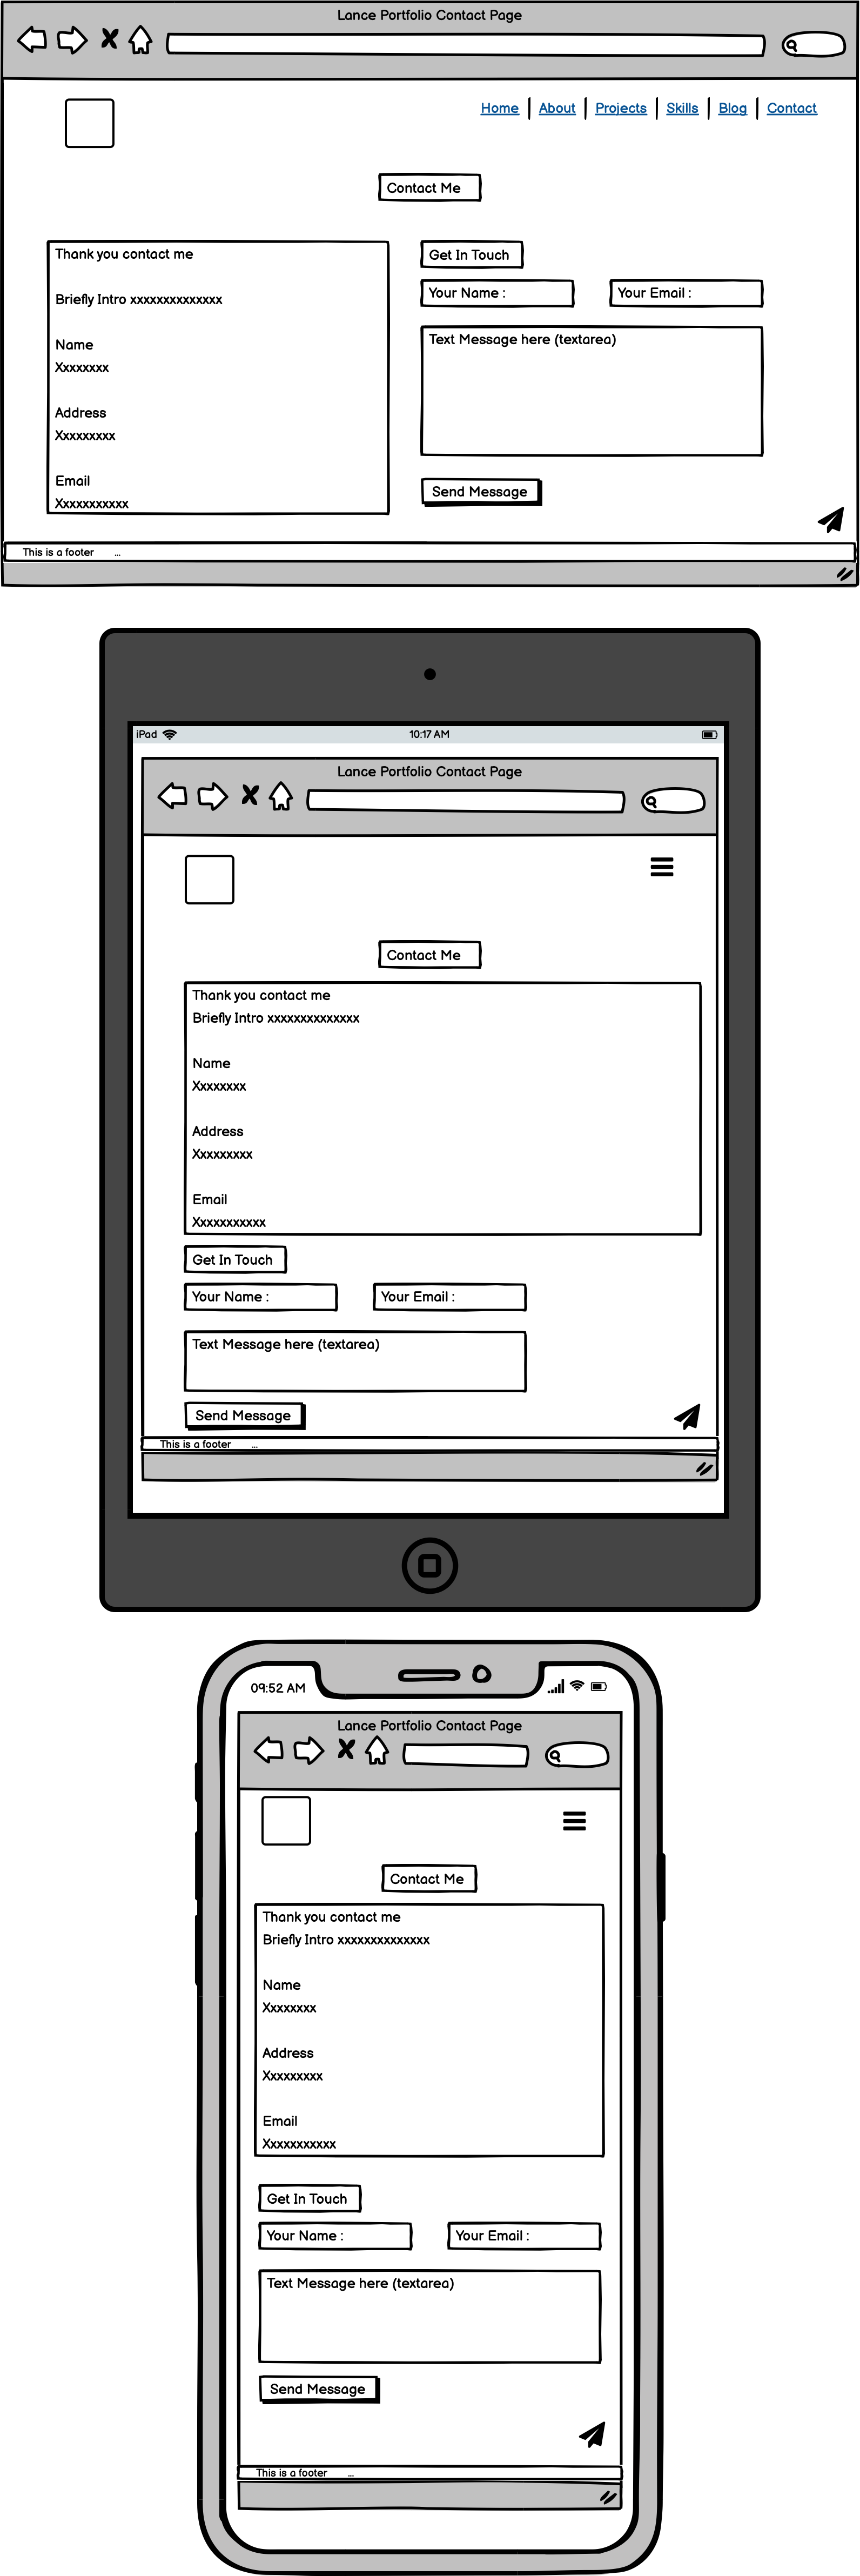 Lance Portfolio Contact Page
Home About Projects Skills Blog Contact
Contact Me
Thank you contact me
Briefly Intro xxxxxxxxxxxxxx
Name
Xxxxxxxx
Address
Xxxxxxxxx
Email
Xxxxxxxxxxx
Get In Touch
Your Name :
Your Email :
Text Message here (textarea)
Send Message
This is a footer ...
iPad
10:17 AM
Lance Portfolio Contact Page
Contact Me
Thank you contact me
Briefly Intro xxxxxxxxxxxxxx
Name
Xxxxxxxx
Address
Xxxxxxxxx
Email
Xxxxxxxxxxx
Get In Touch
Your Name :
Your Email :
Text Message here (textarea)
Send Message
This is a footer ...
09:52 AM
Lance Portfolio Contact Page
Contact Me
Thank you contact me
Briefly Intro xxxxxxxxxxxxxx
Name
Xxxxxxxx
Address
Xxxxxxxxx
Email
Xxxxxxxxxxx
Get In Touch
Your Name :
Your Email :
Text Message here (textarea)
Send Message
This is a footer ...